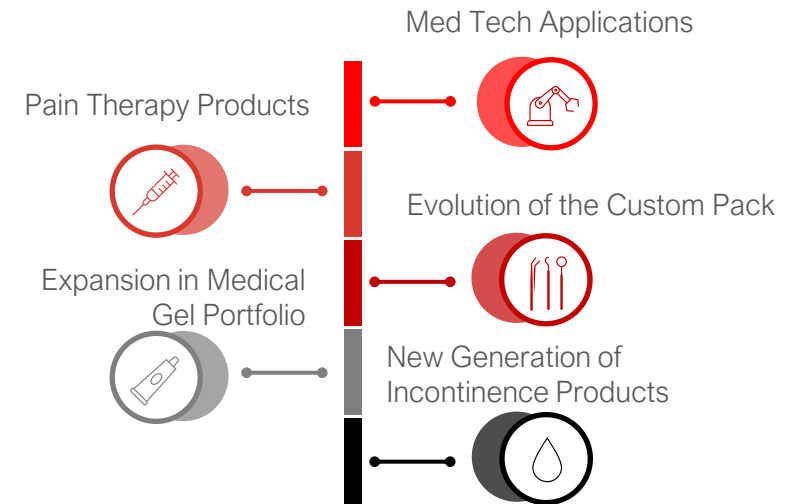 Med Tech Applications
Pain Therapy Products
Evolution of the Custom Pack
Expansion in Medical
Gel Portfolio
New Generation of
Incontinence Products